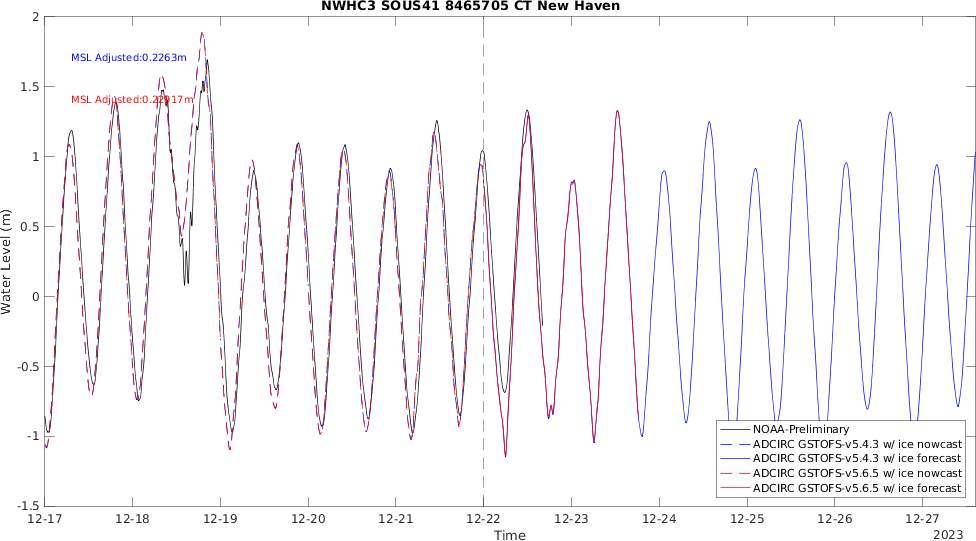 NWHC3 SOUS41 8465705 CT New Haven
2
MSL Adjusted:0.2263m
1.5
MSL Adjusted:0.22917m
1
0.5
0
-0.5
-1
-1.5
Water Level (m)
NOAA-Preliminary
ADCIRC GSTOFS-v5.4.3 w/ ice nowcast
ADCIRC GSTOFS-v5.4.3 w/ ice forecast
ADCIRC GSTOFS-v5.6.5 w/ ice nowcast
ADCIRC GSTOFS-v5.6.5 w/ ice forecast
12-17 12-18 12-19 12-20 12-21 12-22 12-23 12-24 12-25 12-26 12-27
Time
2023